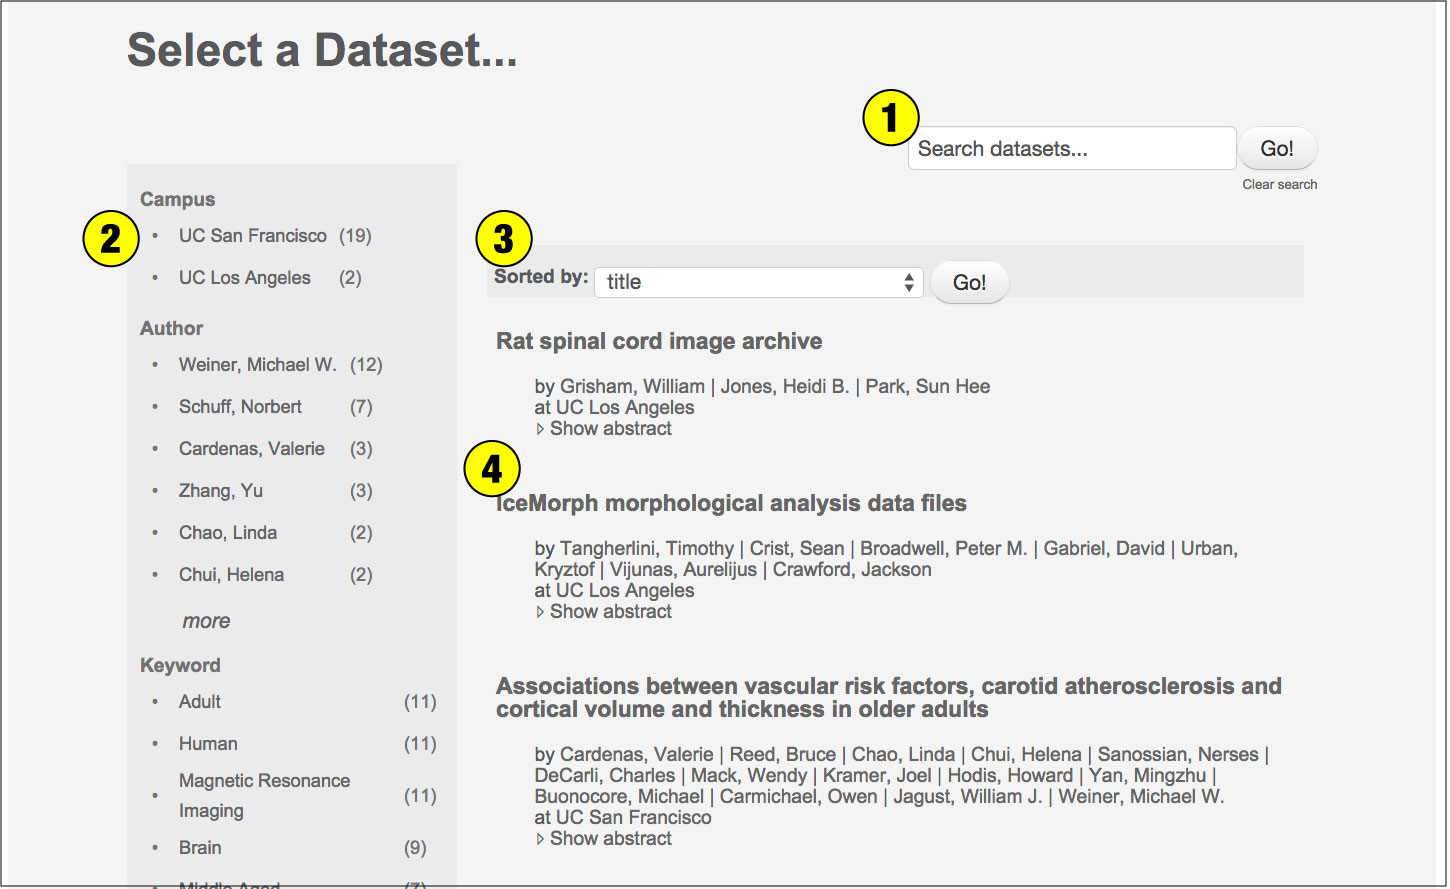 Select a Dataset...
1
Search datasets...
Go!
Clear search
2
Campus
• UC San Francisco (19)
• UC Los Angeles (2)
Author
• Weiner, Michael W. (12)
• Schuff, Norbert (7)
• Cardenas, Valerie (3)
• Zhang, Yu (3)
• Chao, Linda (2)
• Chui, Helena (2)
more
Keyword
• Adult (11)
• Human (11)
• Magnetic Resonance
Imaging (11)
• Brain (9)
• Middle Aged (7)
3
Sorted by: title Go!
Rat spinal cord image archive
by Grisham, William | Jones, Heidi B. | Park, Sun Hee
at UC Los Angeles
Show abstract
4
IceMorph morphological analysis data files
by Tangherlini, Timothy | Crist, Sean | Broadwell, Peter M. | Gabriel, David | Urban,
Kryztof | Vijunas, Aurelijus | Crawford, Jackson
at UC Los Angeles
Show abstract
Associations between vascular risk factors, carotid atherosclerosis and
cortical volume and thickness in older adults
by Cardenas, Valerie | Reed, Bruce | Chao, Linda | Chui, Helena | Sanossian, Nerses |
DeCarli, Charles | Mack, Wendy | Kramer, Joel | Hodis, Howard | Yan, Mingzhu |
Buonocore, Michael | Carmichael, Owen | Jagust, William J. | Weiner, Michael W.
at UC San Francisco
Show abstract